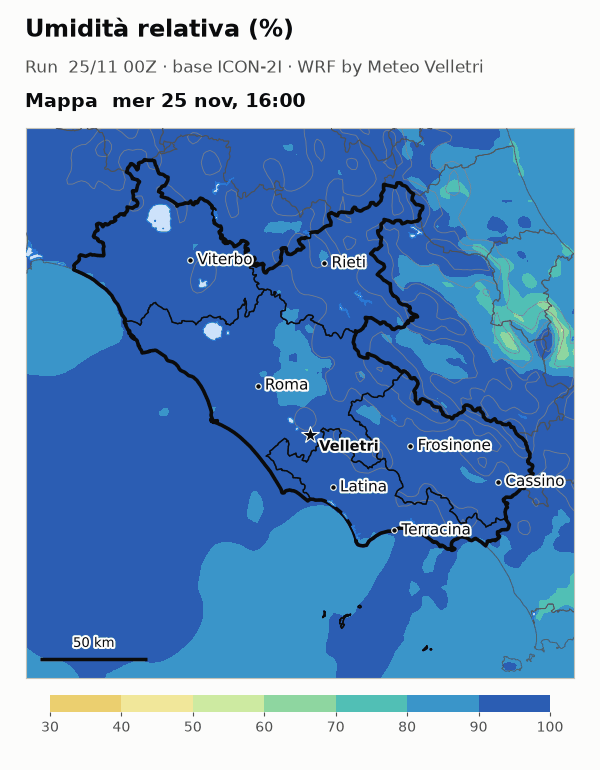 Umidità relativa (%)
Run 25/11 00Z · base ICON-2I · WRF by Meteo Velletri
Mappa mer 25 nov, 16:00
Viterbo
Rieti
Roma
Velletri
Frosinone
Latina
Cassino
Terracina
50 km
30 40 50 60 70 80 90 100